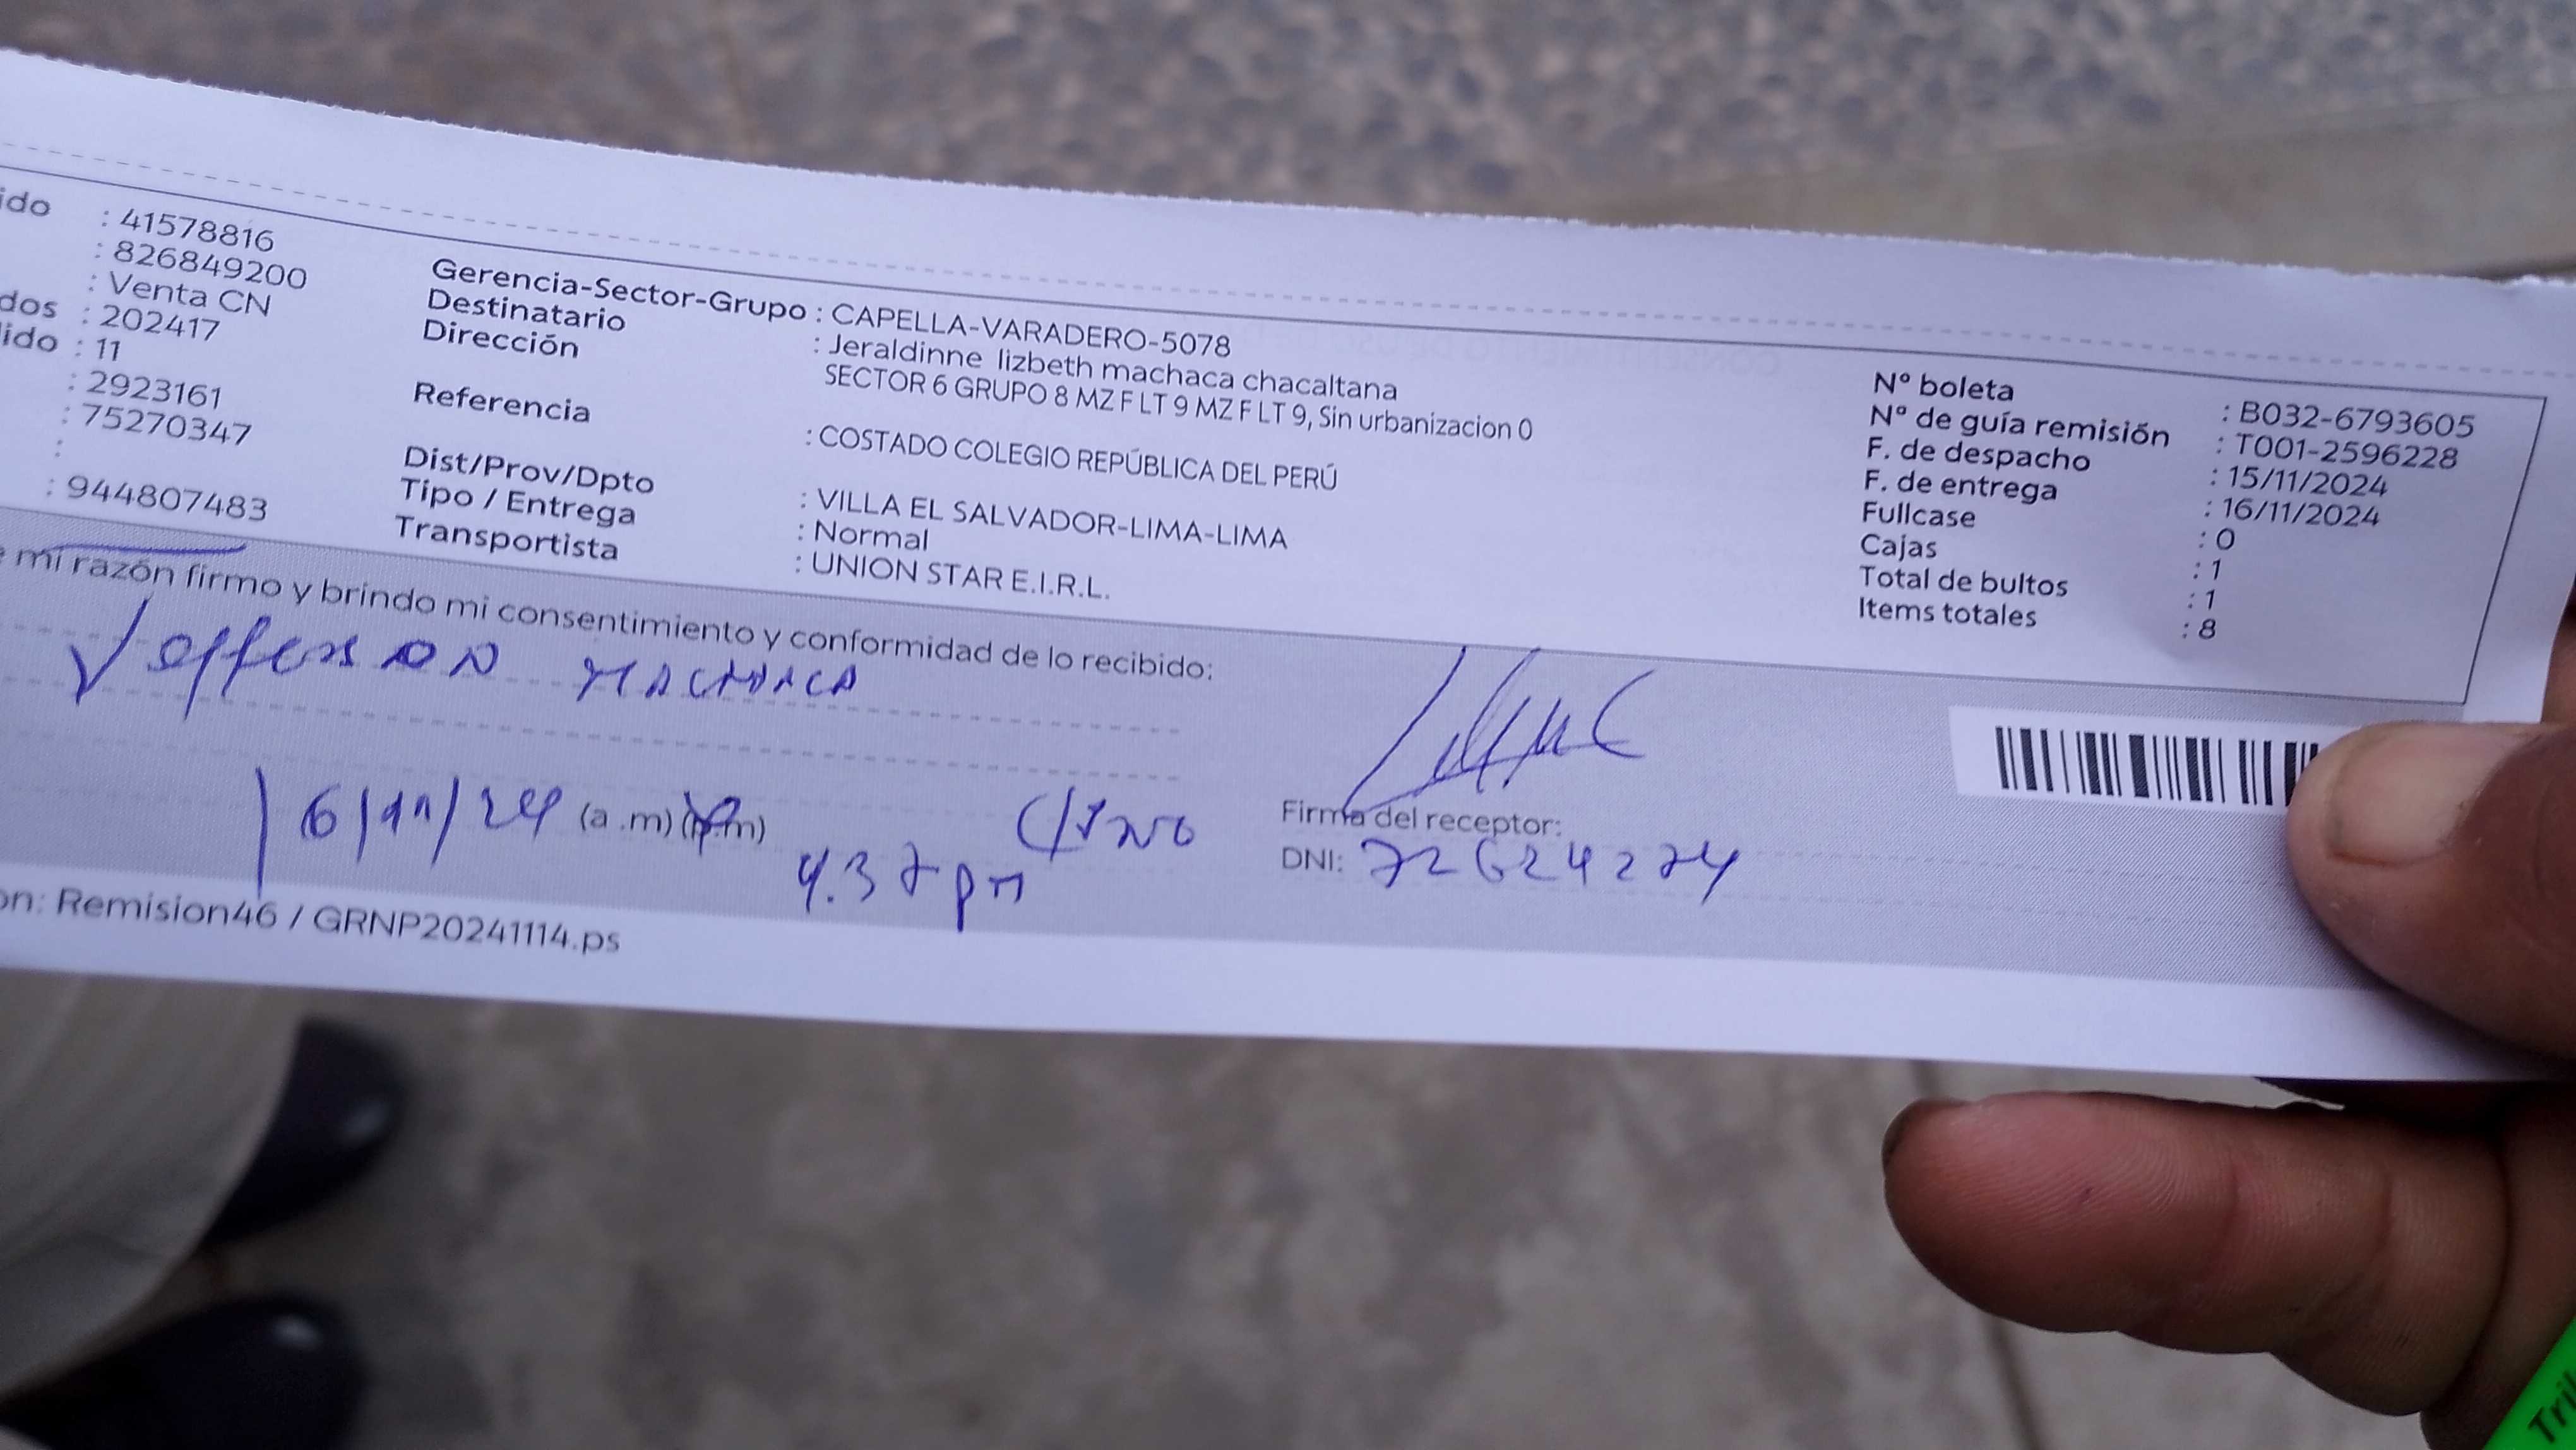 ido : 41578816
: 826849200
: Venta CN
dos : 202417
lido : 11
: 2923161
: 75270347
:
: 944807483
Gerencia-Sector-Grupo : CAPELLA-VARADERO-5078
Destinatario : Jeraldinne lizbeth machaca chacaltana
Dirección SECTOR 6 GRUPO 8 MZ F LT 9 MZ F LT 9, Sin urbanizacion 0
Referencia : COSTADO COLEGIO REPÚBLICA DEL PERÚ
Dist/Prov/Dpto : VILLA EL SALVADOR-LIMA-LIMA
Tipo / Entrega : Normal
Transportista : UNION STAR E.I.R.L.
N° boleta : B032-6793605
N° de guía remisión : T001-2596228
F. de despacho : 15/11/2024
F. de entrega : 16/11/2024
Fullcase : 0
Cajas : 1
Total de bultos : 1
Items totales : 8
e mi razón firmo y brindo mi consentimiento y conformidad de lo recibido:
Jefferson MACHACA
16/11/24 (a.m) (p.m)
4.37 pm
Firma del receptor:
DNI: 72624274
on: Remision46 / GRNP20241114.ps
Tril